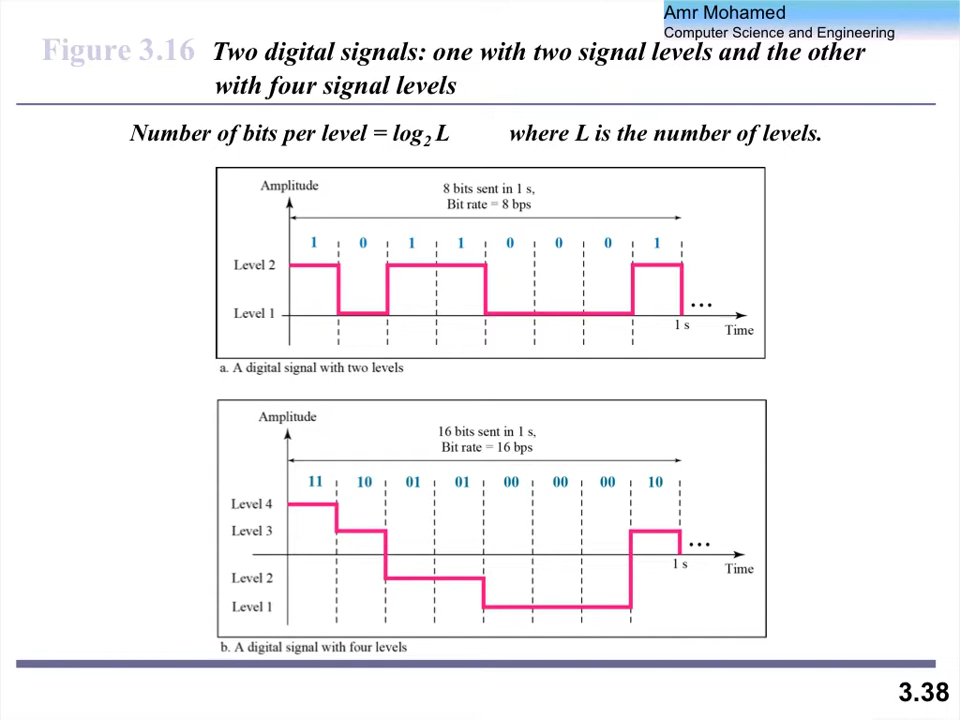 Amr Mohamed
Computer Science and Engineering
Figure 3.16 Two digital signals: one with two signal levels and the other
with four signal levels
Number of bits per level = log2 L where L is the number of levels.
Amplitude
8 bits sent in 1 s,
Bit rate = 8 bps
1 0 1 1 0 0 0 1
Level 2
Level 1
...
1 s
Time
a. A digital signal with two levels
Amplitude
16 bits sent in 1 s,
Bit rate = 16 bps
11 10 01 01 00 00 00 10
Level 4
Level 3
...
1 s
Time
Level 2
Level 1
b. A digital signal with four levels
3.38